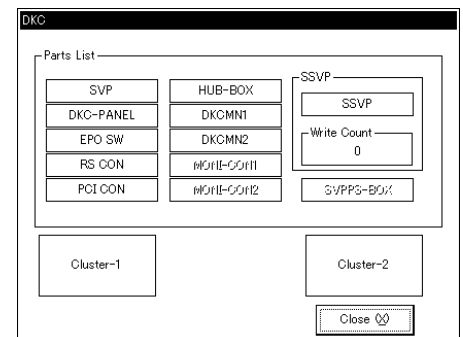 DKC
Parts List
SVP
DKC-PANEL
EPO SW
RS CON
PCI CON
HUB-BOX
DKCMN1
DKCMN2
MONI-CON1
MONI-CON2
SSVP
SSVP
Write Count
0
SVPPS-BOX
Cluster-1
Cluster-2
Close (X)